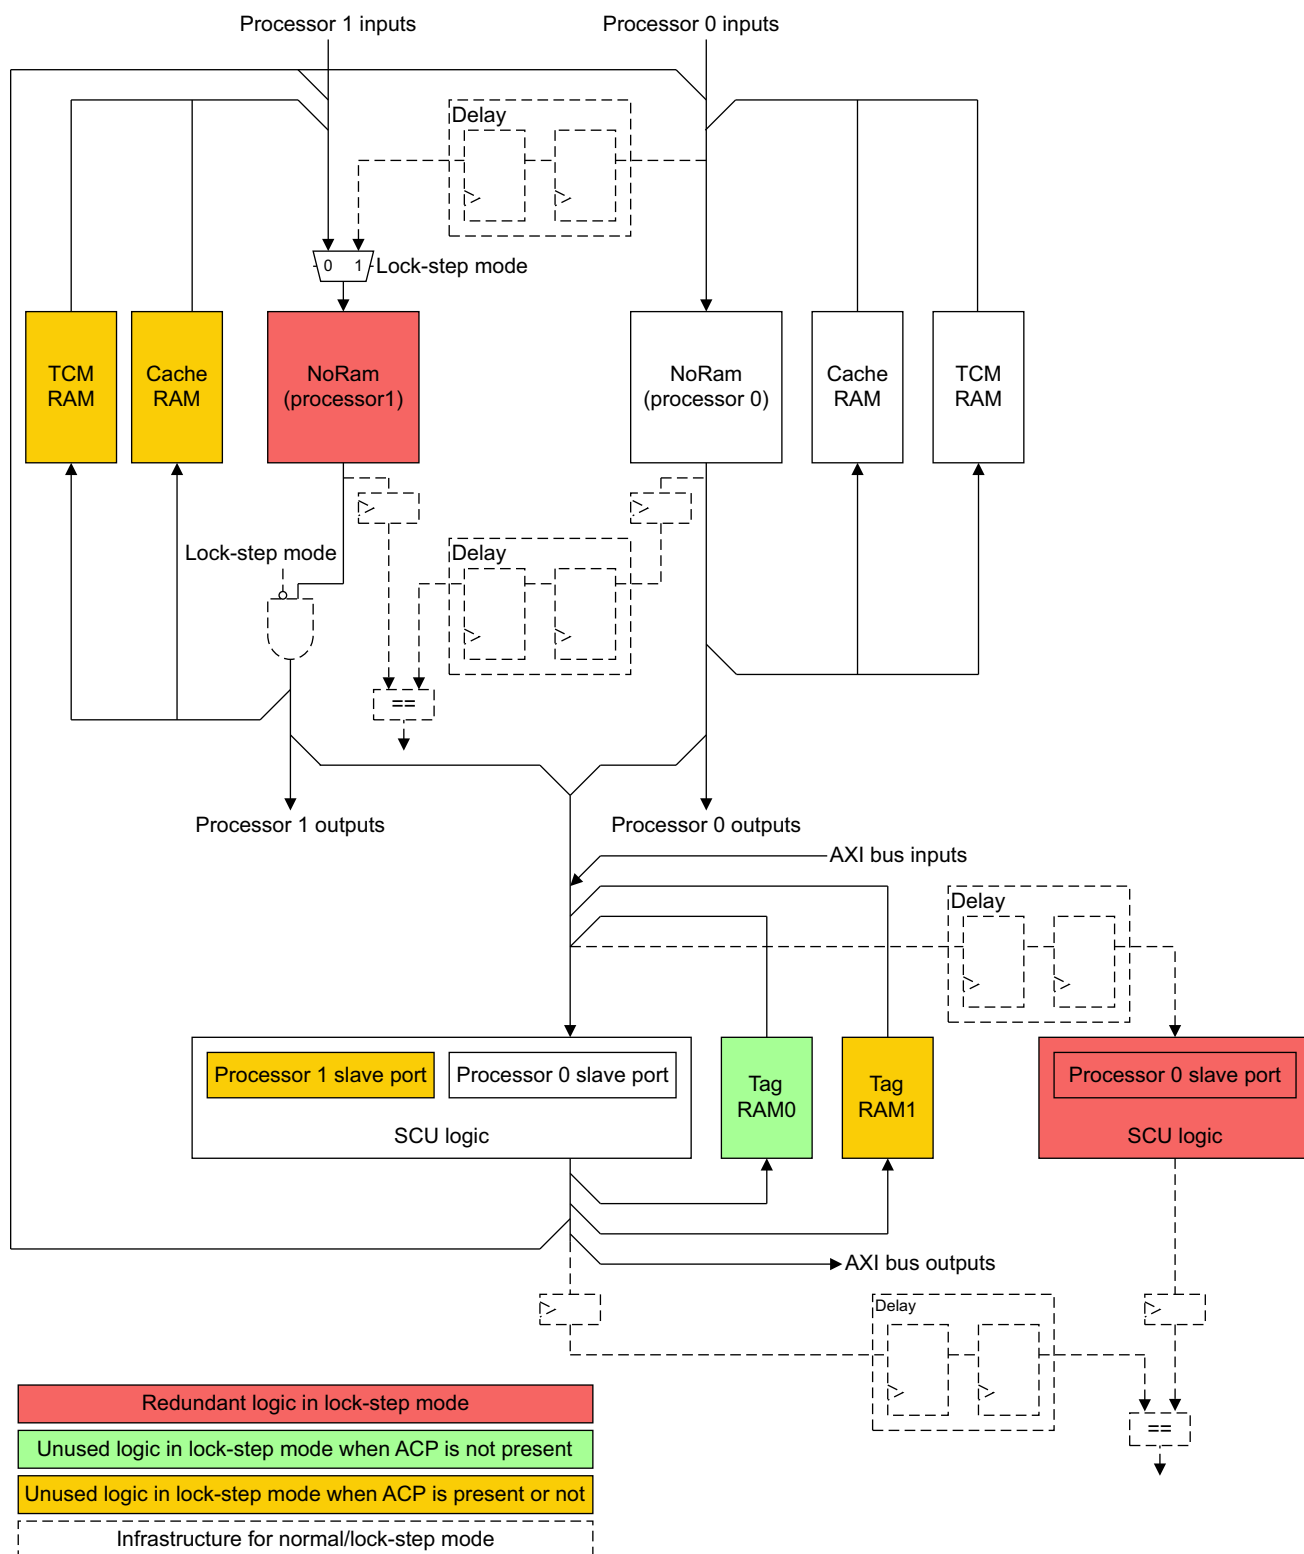 Processor 1 inputs
Processor 0 inputs
Delay
0 1
Lock-step mode
TCM
RAM
Cache
RAM
NoRam
(processor1)
NoRam
(processor 0)
Cache
RAM
TCM
RAM
Lock-step mode
Delay
==
Processor 1 outputs
Processor 0 outputs
AXI bus inputs
Delay
Processor 1 slave port
Processor 0 slave port
SCU logic
Tag
RAM0
Tag
RAM1
Processor 0 slave port
SCU logic
AXI bus outputs
Delay
==
Redundant logic in lock-step mode
Unused logic in lock-step mode when ACP is not present
Unused logic in lock-step mode when ACP is present or not
Infrastructure for normal/lock-step mode